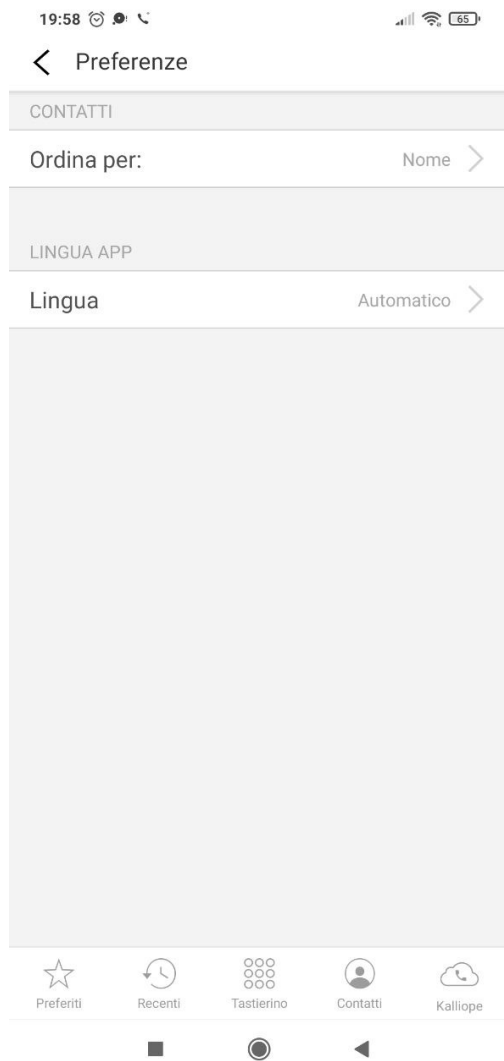 19:58
65
Preferenze
CONTATTI
Ordina per:
Nome
LINGUA APP
Lingua
Automatico
Preferiti
Recenti
Tastierino
Contatti
Kalliope